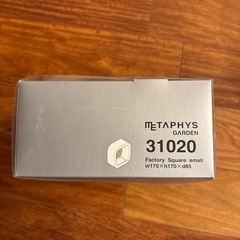 METAPHYS
GARDEN
31020
Factory Square small
w170×h170×d85